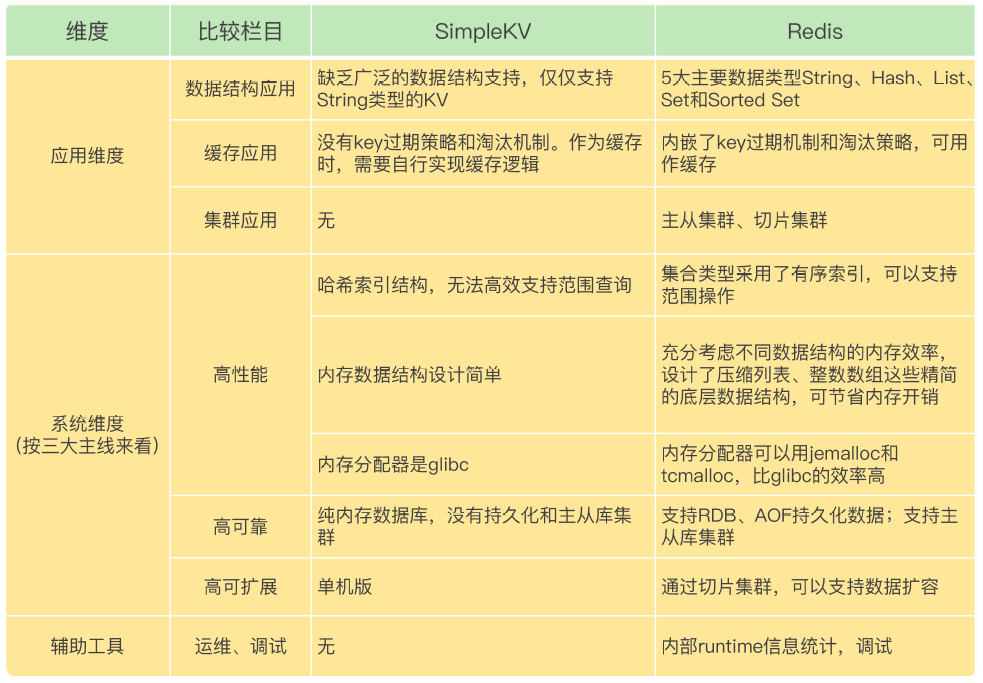 维度
比较栏目
SimpleKV
Redis
应用维度
数据结构应用
缺乏广泛的数据结构支持，仅仅支持
String类型的KV
5大主要数据类型String、Hash、List、
Set和Sorted Set
缓存应用
没有key过期策略和淘汰机制。作为缓存
时，需要自行实现缓存逻辑
内嵌了key过期机制和淘汰策略，可用
作缓存
集群应用
无
主从集群、切片集群
系统维度
(按三大主线来看)
高性能
哈希索引结构，无法高效支持范围查询
集合类型采用了有序索引，可以支持
范围操作
内存数据结构设计简单
充分考虑不同数据结构的内存效率，
设计了压缩列表、整数数组这些精简
的底层数据结构，可节省内存开销
内存分配器是glibc
内存分配器可以用jemalloc和
tcmalloc，比glibc的效率高
高可靠
纯内存数据库，没有持久化和主从库集
群
支持RDB、AOF持久化数据；支持主
从库集群
高可扩展
单机版
通过切片集群，可以支持数据扩容
辅助工具
运维、调试
无
内部runtime信息统计，调试